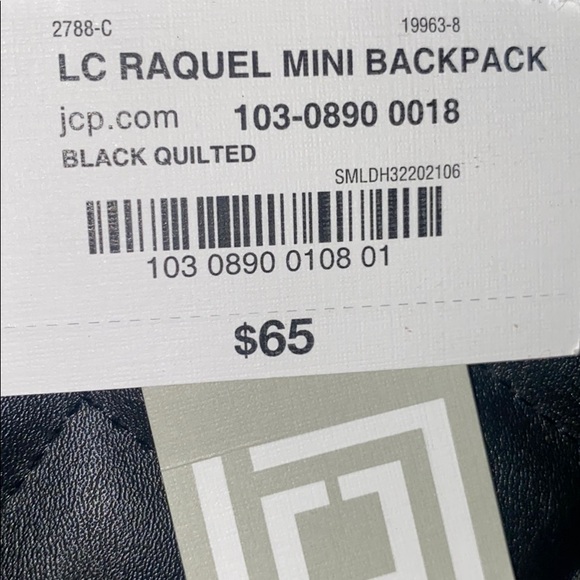 2788-C 19963-8
LC RAQUEL MINI BACKPACK
jcp.com 103-0890 0018
BLACK QUILTED
SMLDH32202106
103 0890 0108 01
$65